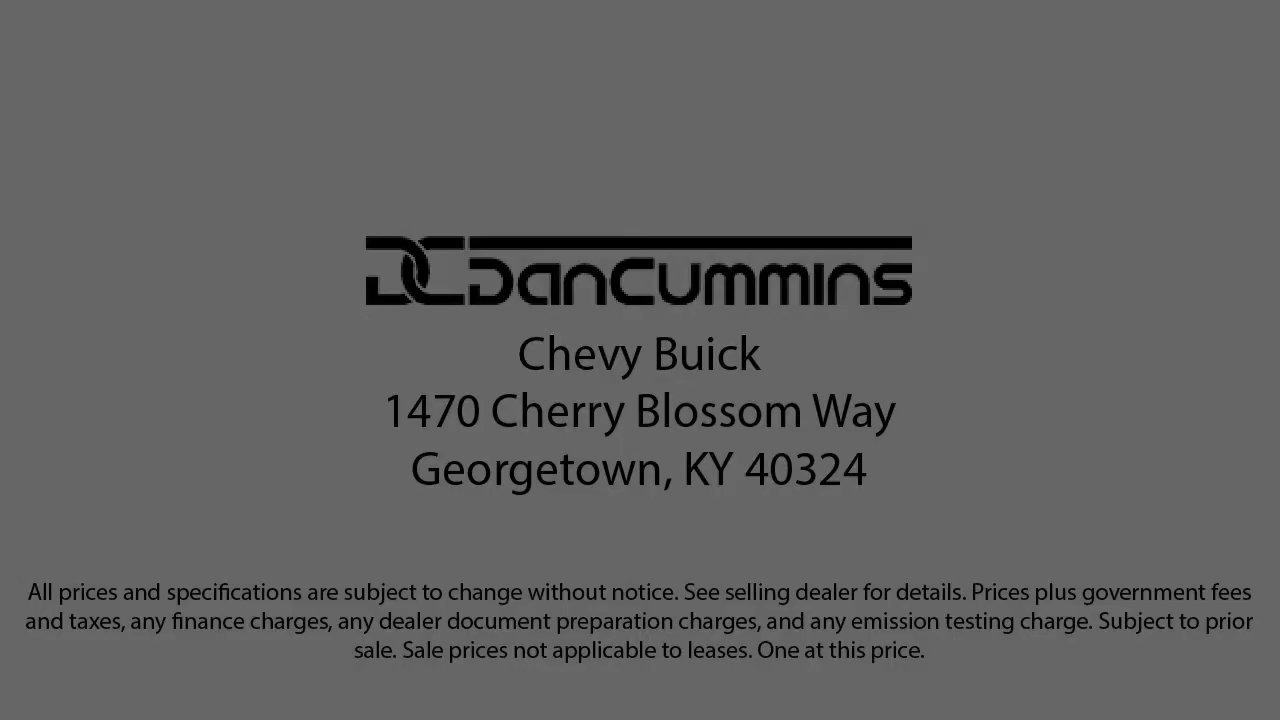 DC DanCummins
Chevy Buick
1470 Cherry Blossom Way
Georgetown, KY 40324
All prices and specifications are subject to change without notice. See selling dealer for details. Prices plus government fees
and taxes, any finance charges, any dealer document preparation charges, and any emission testing charge. Subject to prior
sale. Sale prices not applicable to leases. One at this price.